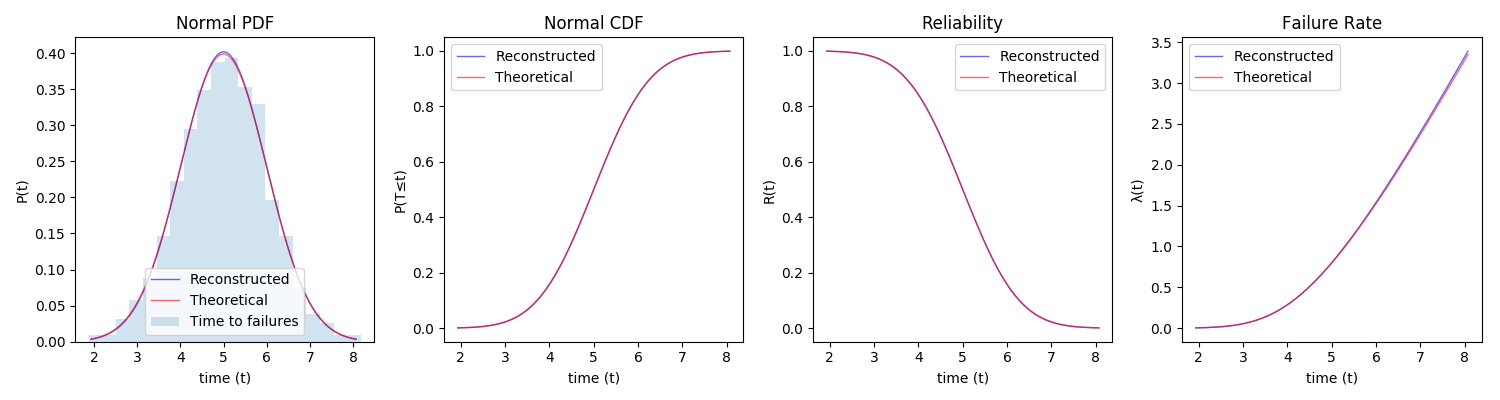 Normal PDF
P(t)
0.40
0.35
0.30
0.25
0.20
0.15
0.10
0.05
0.00
Reconstructed
Theoretical
Time to failures
2 3 4 5 6 7 8
time (t)
Normal CDF
P(T≤t)
1.0
0.8
0.6
0.4
0.2
0.0
Reconstructed
Theoretical
2 3 4 5 6 7 8
time (t)
Reliability
R(t)
1.0
0.8
0.6
0.4
0.2
0.0
Reconstructed
Theoretical
2 3 4 5 6 7 8
time (t)
Failure Rate
λ(t)
3.5
3.0
2.5
2.0
1.5
1.0
0.5
0.0
Reconstructed
Theoretical
2 3 4 5 6 7 8
time (t)